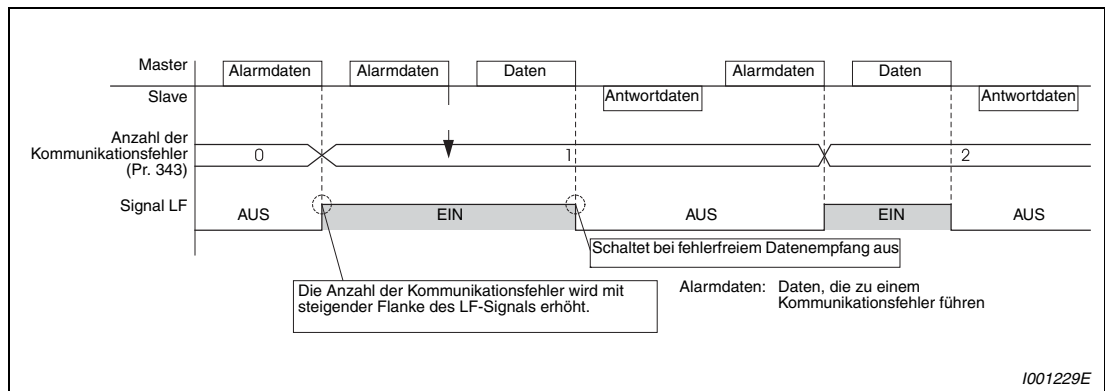 Master
Alarmdaten
Alarmdaten
Daten
Alarmdaten
Daten
Slave
Antwortdaten
Antwortdaten
Anzahl der
Kommunikationsfehler
(Pr. 343)
0
1
2
Signal LF
AUS
EIN
AUS
EIN
AUS
Schaltet bei fehlerfreiem Datenempfang aus
Die Anzahl der Kommunikationsfehler wird mit
steigender Flanke des LF-Signals erhöht.
Alarmdaten: Daten, die zu einem
Kommunikationsfehler führen
I001229E